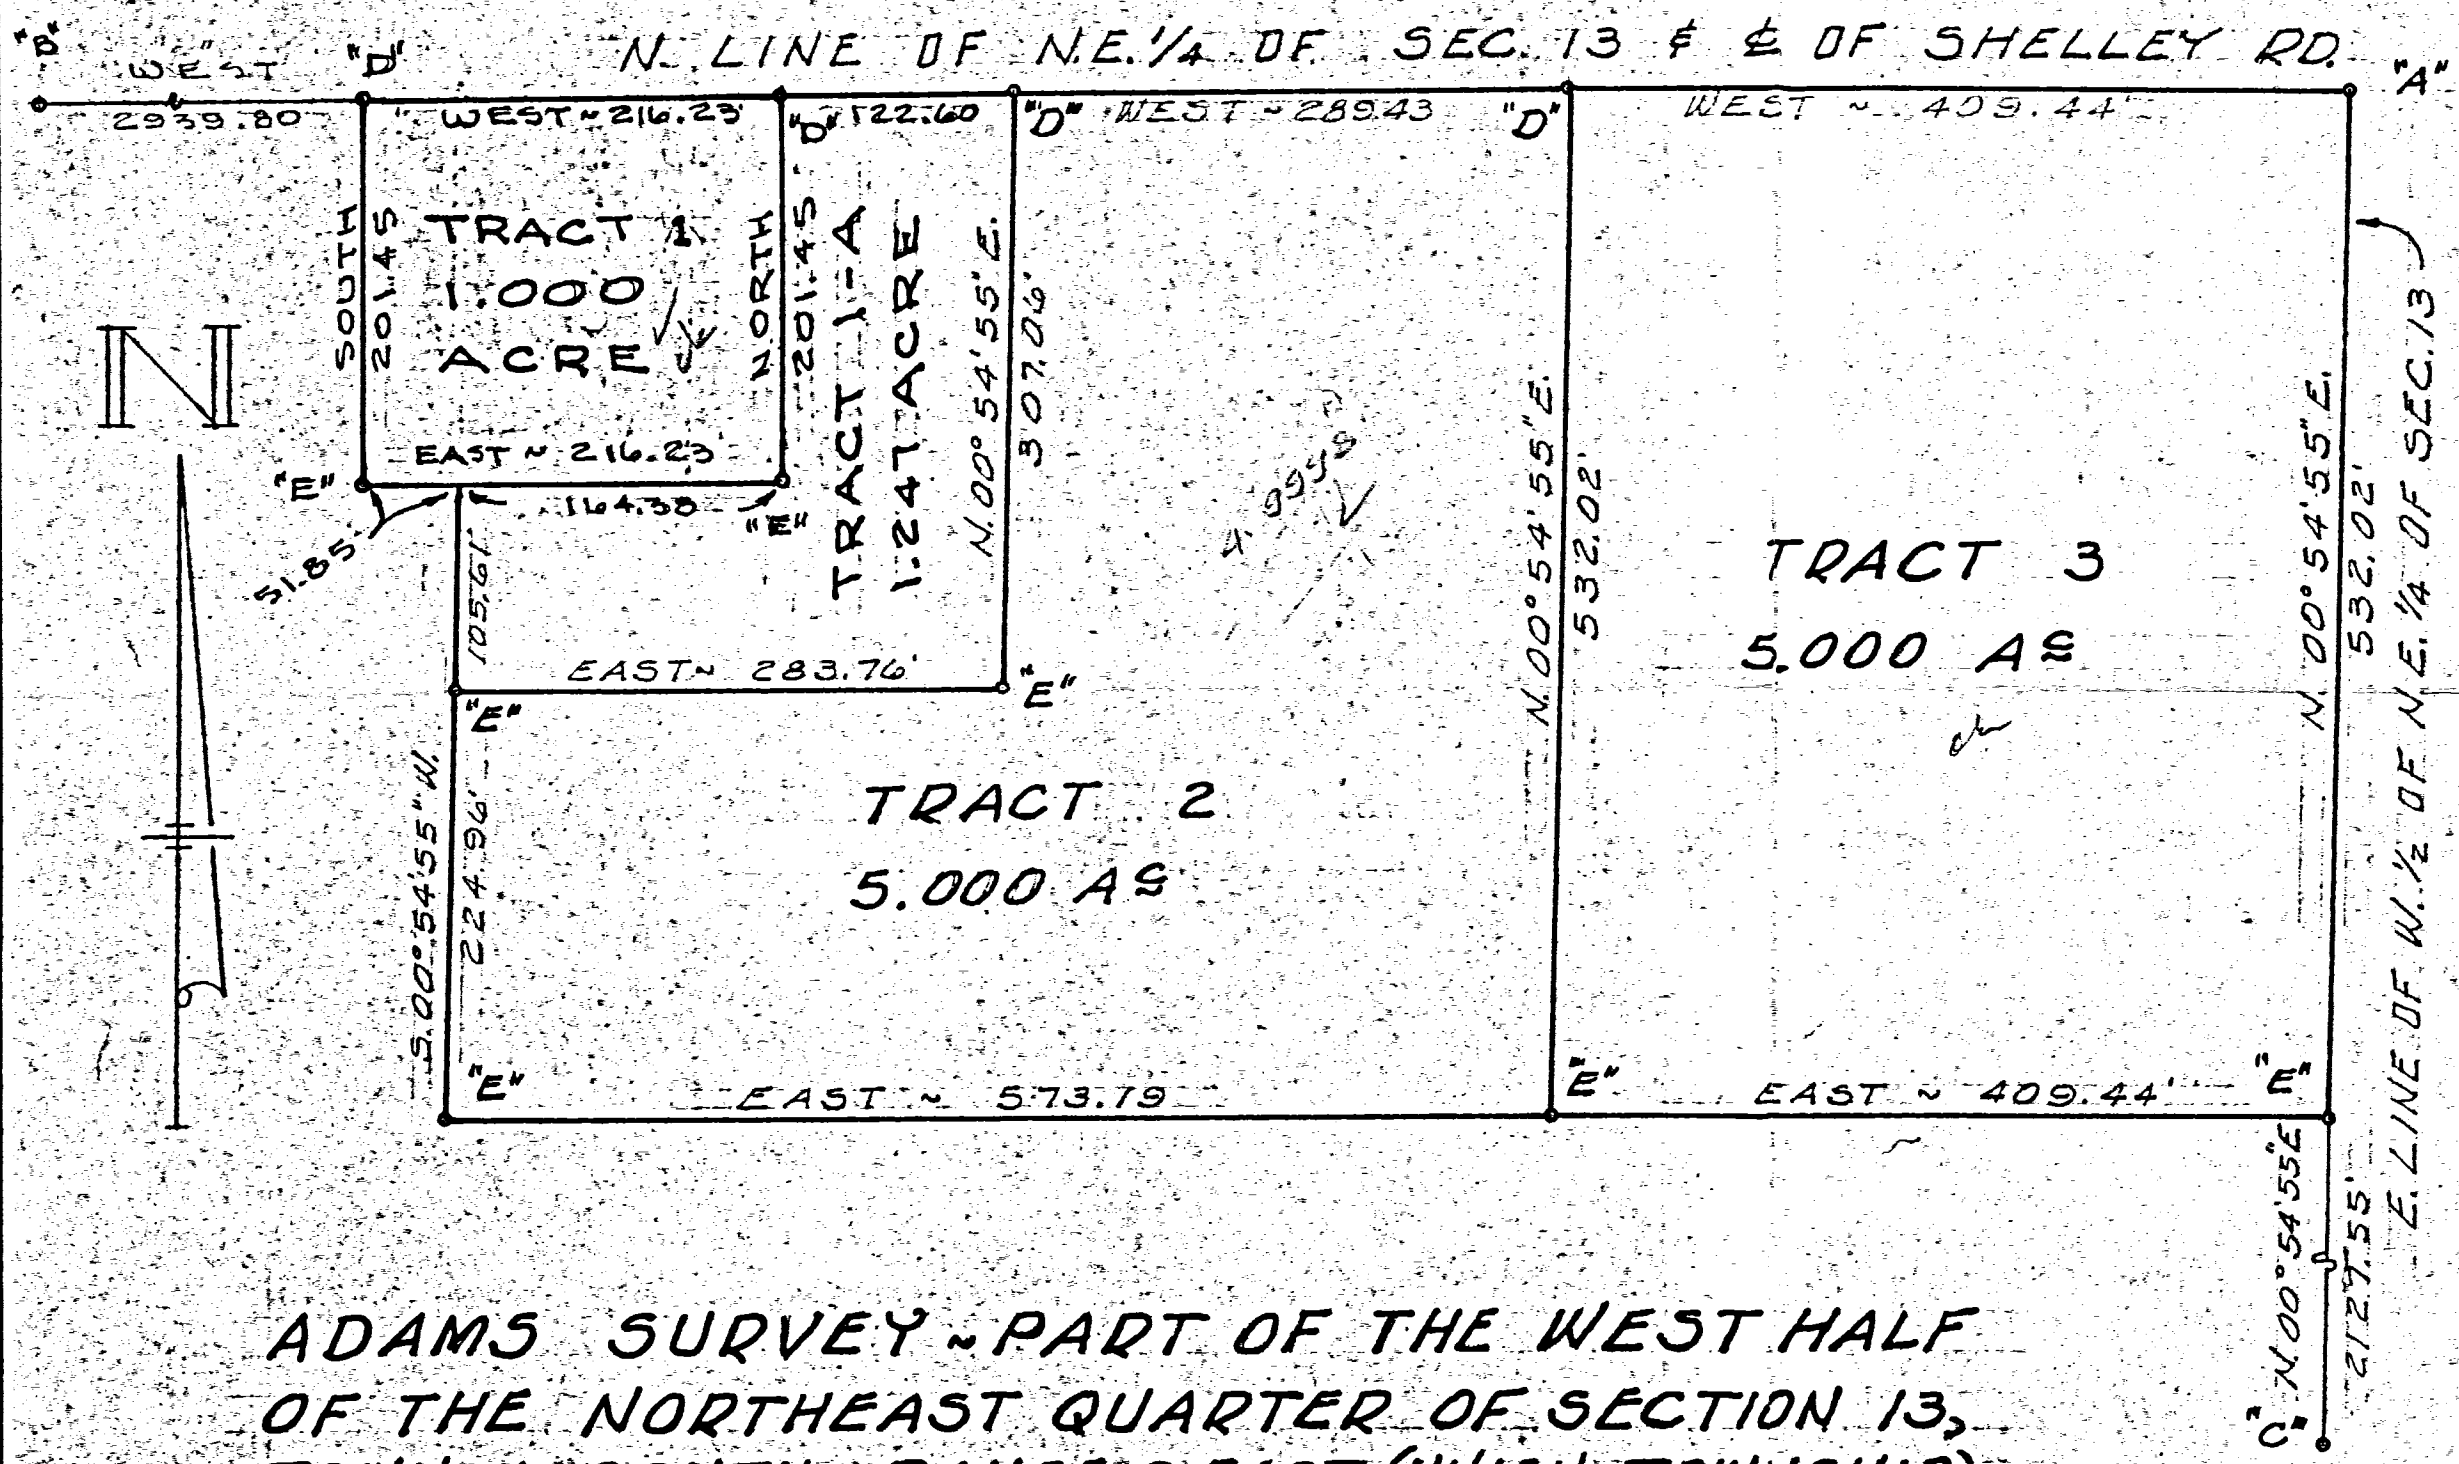 N. LINE OF N.E. 1/4 OF SEC. 13 & ℄ OF SHELLEY RD.
"B"
WEST
2939.80
"D"
WEST ~ 216.23'
"D"
122.60
"D"
WEST ~ 289.43
"D"
WEST ~ 409.44'
"A"
SOUTH
201.45
TRACT 1
1.000
ACRE
NORTH
201.45
EAST ~ 216.23'
"E"
51.85'
164.38
"E"
TRACT 1-A
1.247 ACRE
N. 00° 54' 55" E.
307.06'
105.61'
EAST ~ 283.76'
"E"
"E"
N
S. 00° 54' 55" W.
224.96'
TRACT 2
5.000 AS
N. 00° 54' 55" E.
532.02'
TRACT 3
5.000 AS
N. 00° 54' 55" E.
532.02'
E. LINE OF W. 1/2 OF N.E. 1/4 OF SEC. 13
"E"
EAST ~ 573.79
"E"
EAST ~ 409.44'
"E"
N. 00° 54' 55" E
2127.55'
"C"
ADAMS SURVEY ~ PART OF THE WEST HALF
OF THE NORTHEAST QUARTER OF SECTION 13,